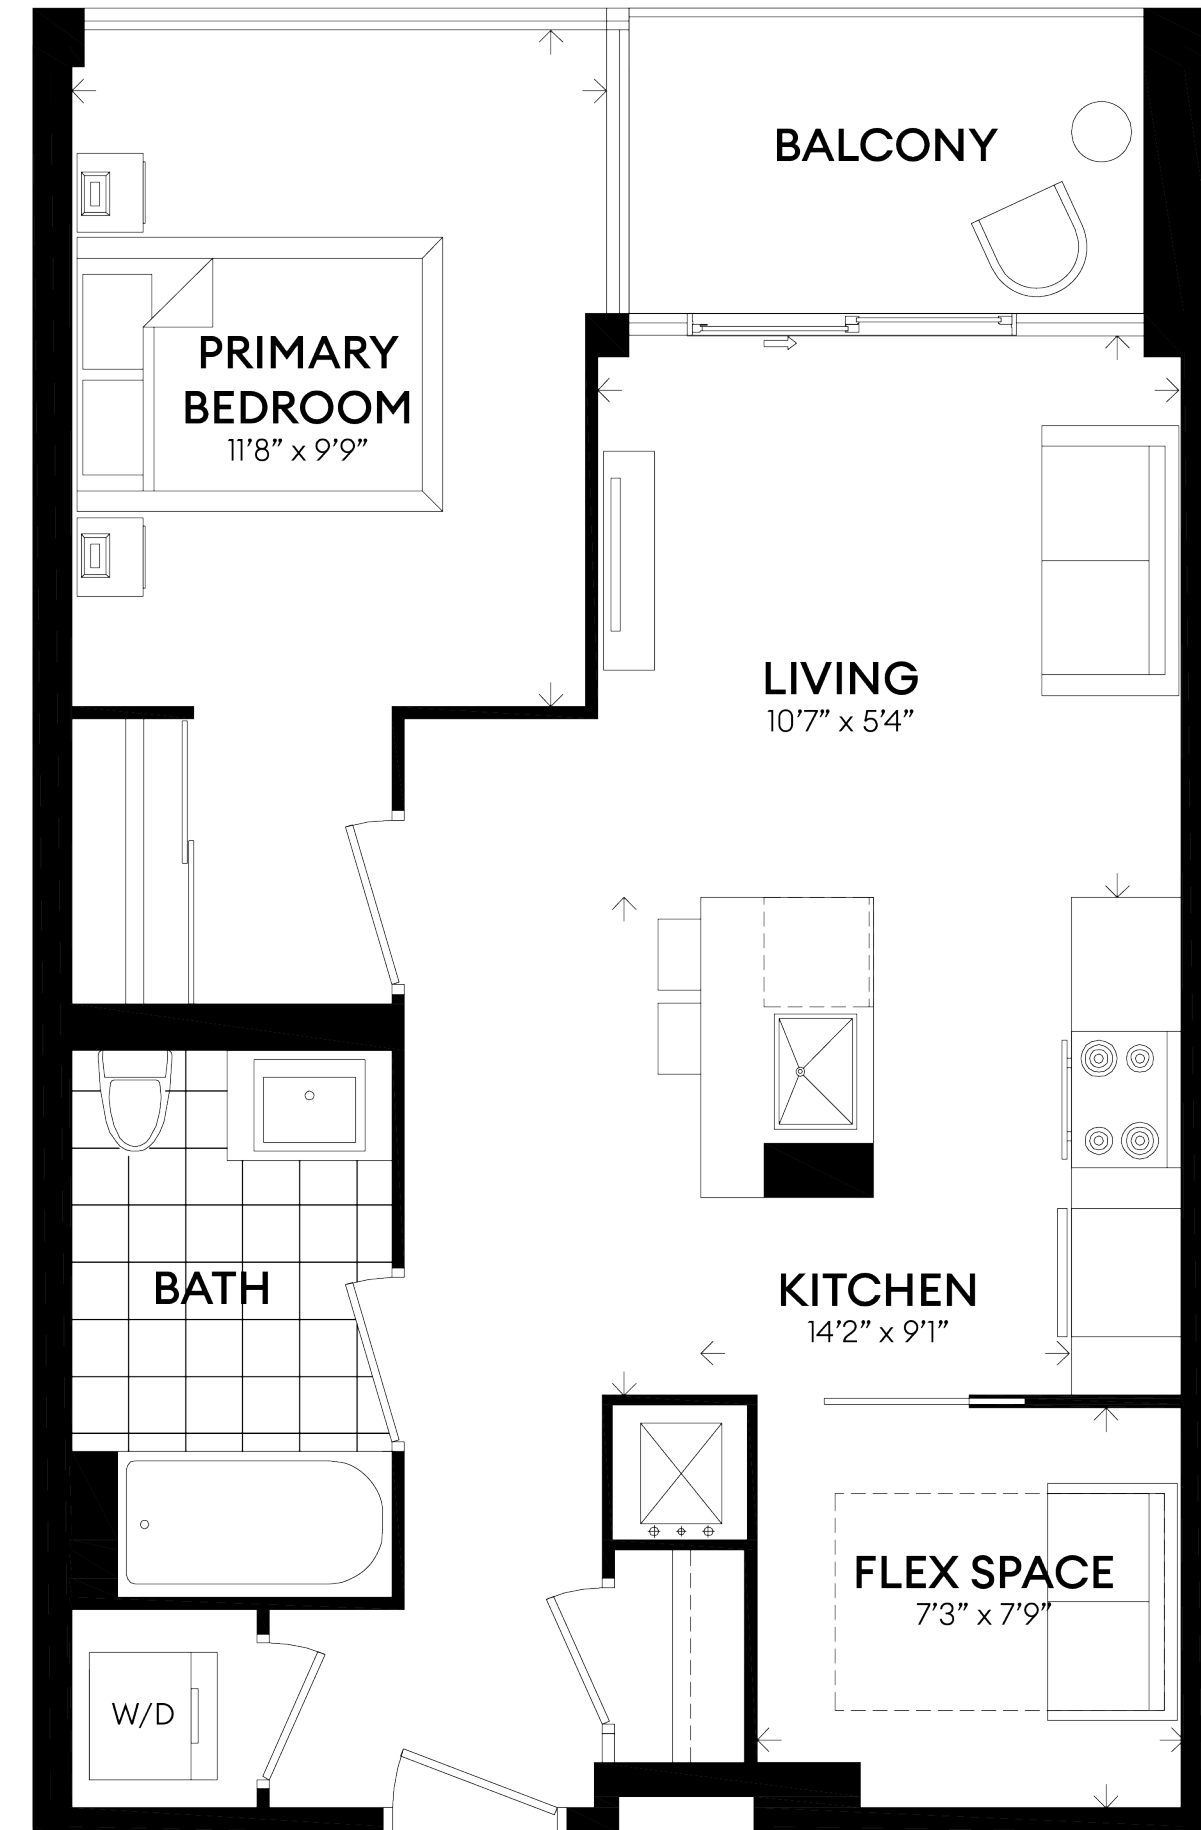 BALCONY
PRIMARY
BEDROOM
11’8” x 9’9”
LIVING
10’7” x 5’4”
BATH
KITCHEN
14’2” x 9’1”
FLEX SPACE
7’3” x 7’9”
W/D